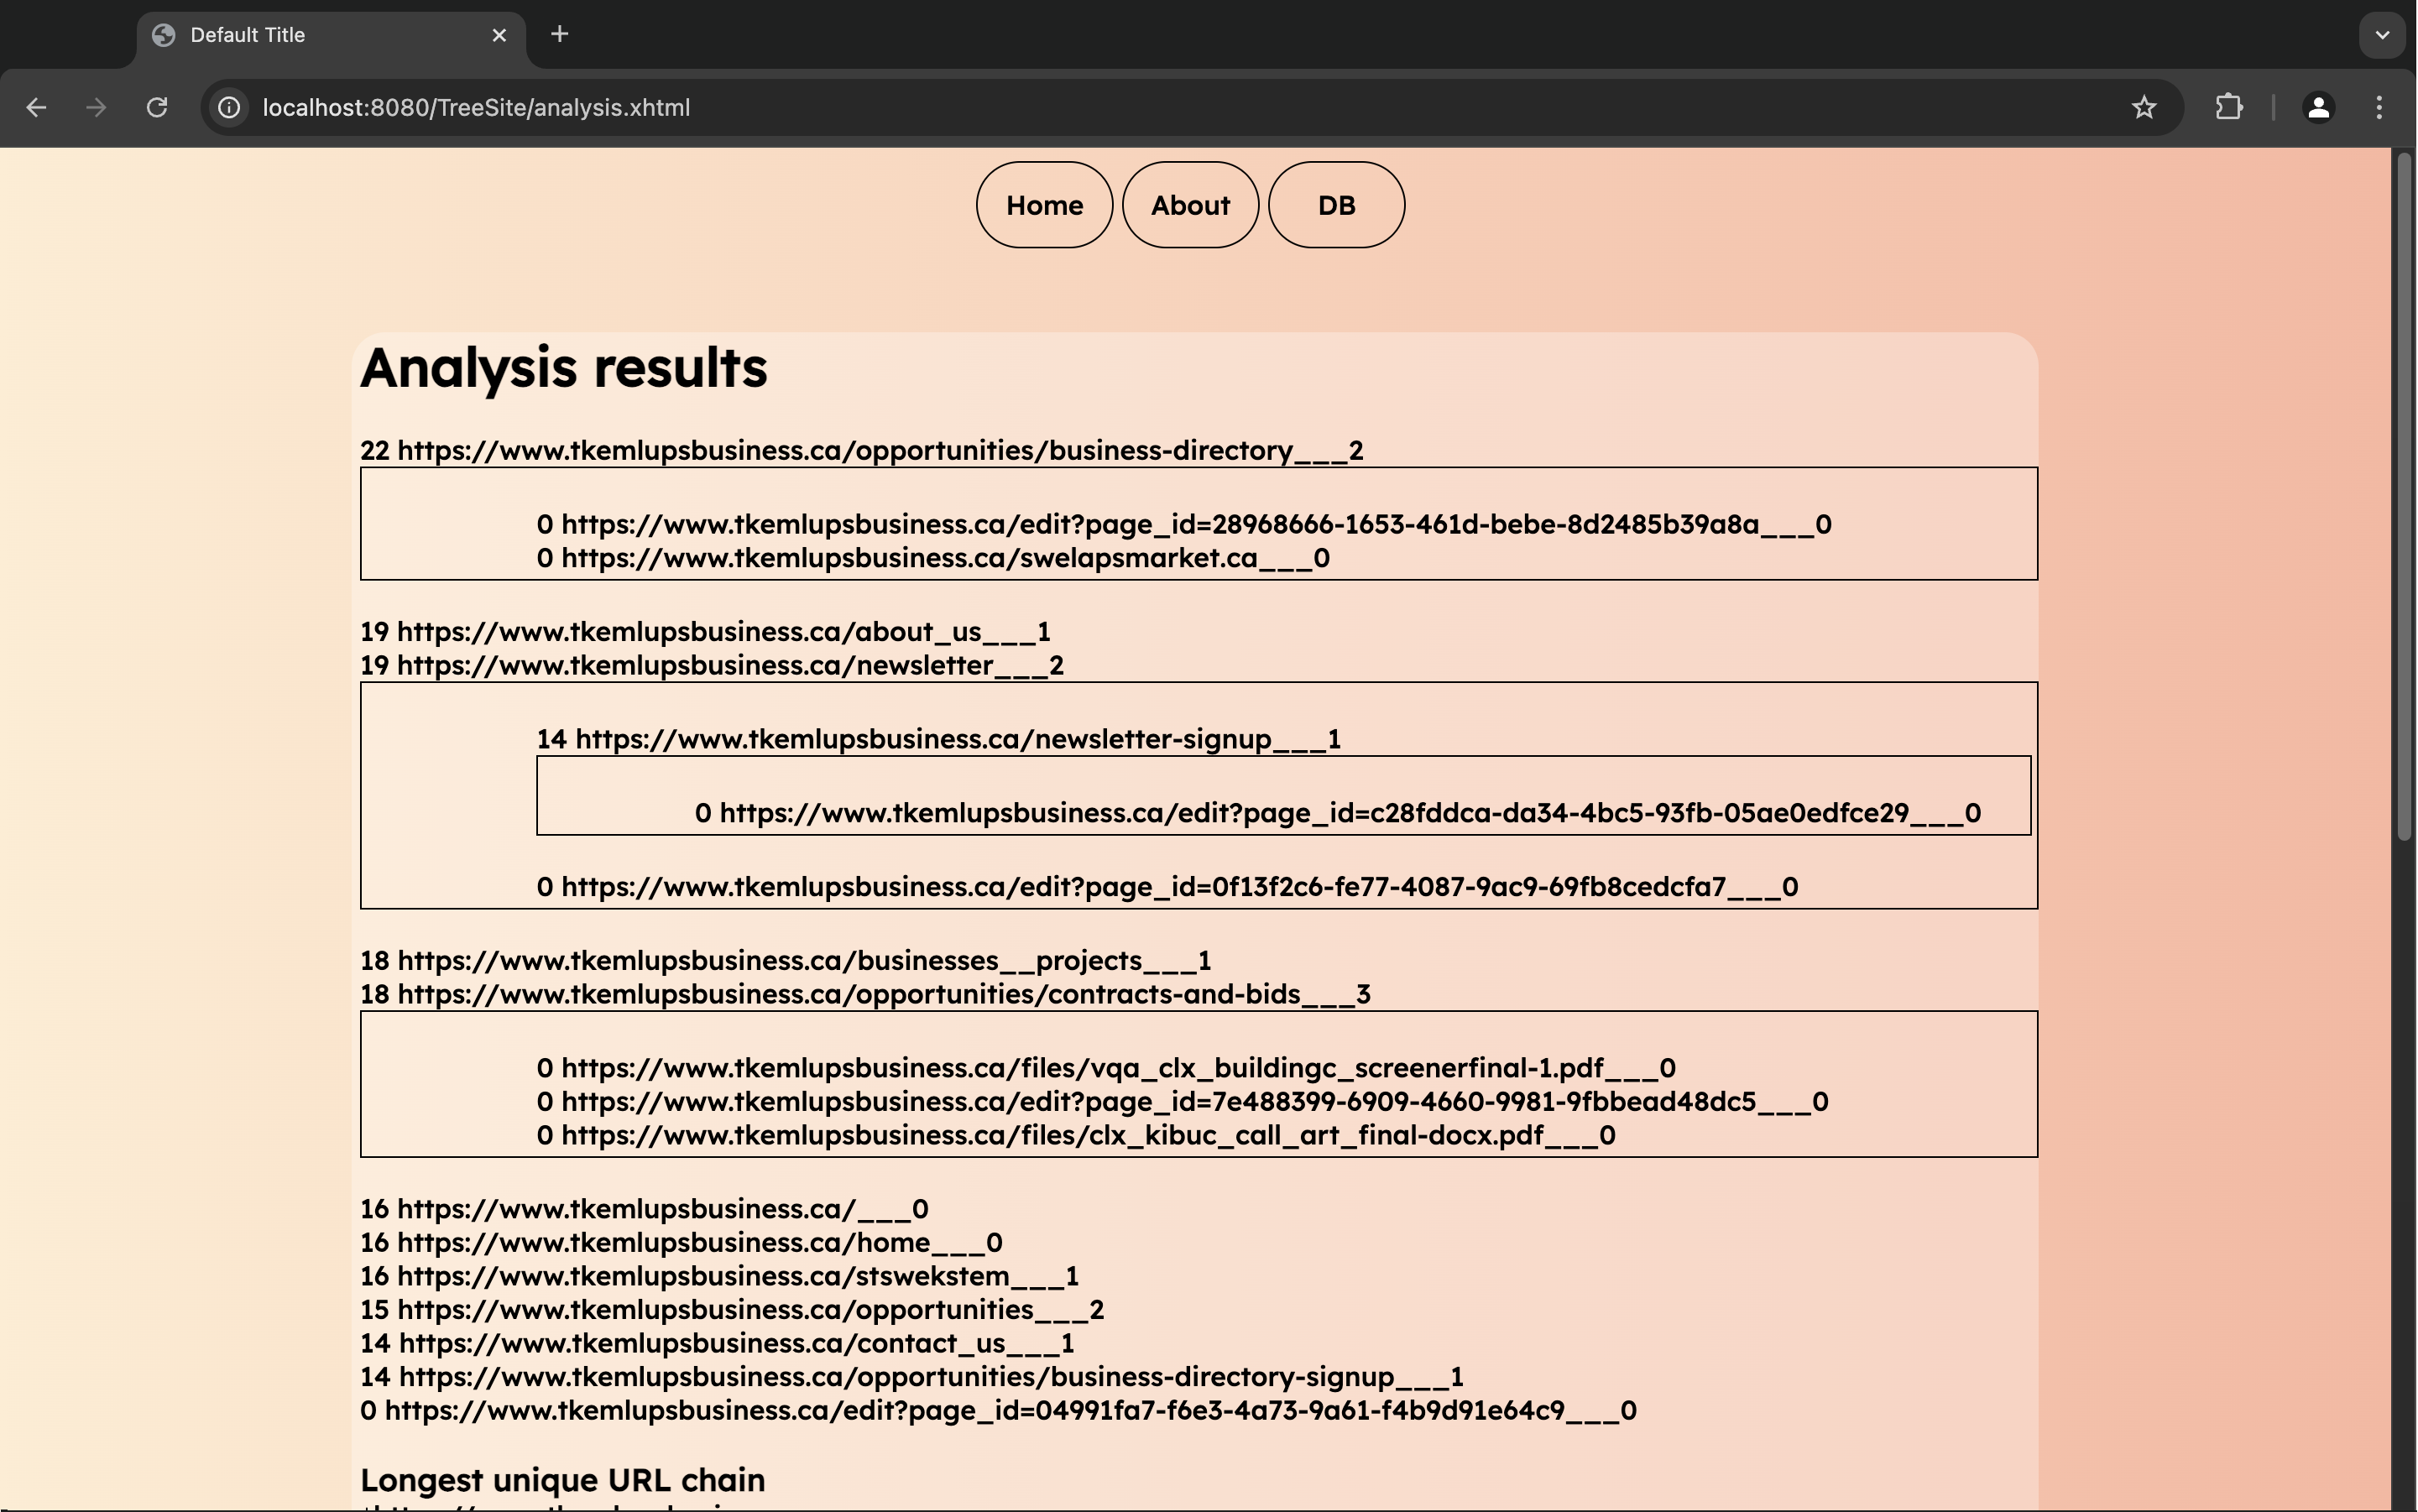 Default Title
localhost:8080/TreeSite/analysis.xhtml
Home About DB
Analysis results
22 https://www.tkemlupsbusiness.ca/opportunities/business-directory___2
0 https://www.tkemlupsbusiness.ca/edit?page_id=28968666-1653-461d-bebe-8d2485b39a8a___0
0 https://www.tkemlupsbusiness.ca/swelapsmarket.ca___0
19 https://www.tkemlupsbusiness.ca/about_us___1
19 https://www.tkemlupsbusiness.ca/newsletter___2
14 https://www.tkemlupsbusiness.ca/newsletter-signup___1
0 https://www.tkemlupsbusiness.ca/edit?page_id=c28fddca-da34-4bc5-93fb-05ae0edfce29___0
0 https://www.tkemlupsbusiness.ca/edit?page_id=0f13f2c6-fe77-4087-9ac9-69fb8cedcfa7___0
18 https://www.tkemlupsbusiness.ca/businesses__projects___1
18 https://www.tkemlupsbusiness.ca/opportunities/contracts-and-bids___3
0 https://www.tkemlupsbusiness.ca/files/vqa_clx_buildingc_screenerfinal-1.pdf___0
0 https://www.tkemlupsbusiness.ca/edit?page_id=7e488399-6909-4660-9981-9fbbead48dc5___0
0 https://www.tkemlupsbusiness.ca/files/clx_kibuc_call_art_final-docx.pdf___0
16 https://www.tkemlupsbusiness.ca/___0
16 https://www.tkemlupsbusiness.ca/home___0
16 https://www.tkemlupsbusiness.ca/stswekstem___1
15 https://www.tkemlupsbusiness.ca/opportunities___2
14 https://www.tkemlupsbusiness.ca/contact_us___1
14 https://www.tkemlupsbusiness.ca/opportunities/business-directory-signup___1
0 https://www.tkemlupsbusiness.ca/edit?page_id=04991fa7-f6e3-4a73-9a61-f4b9d91e64c9___0
Longest unique URL chain